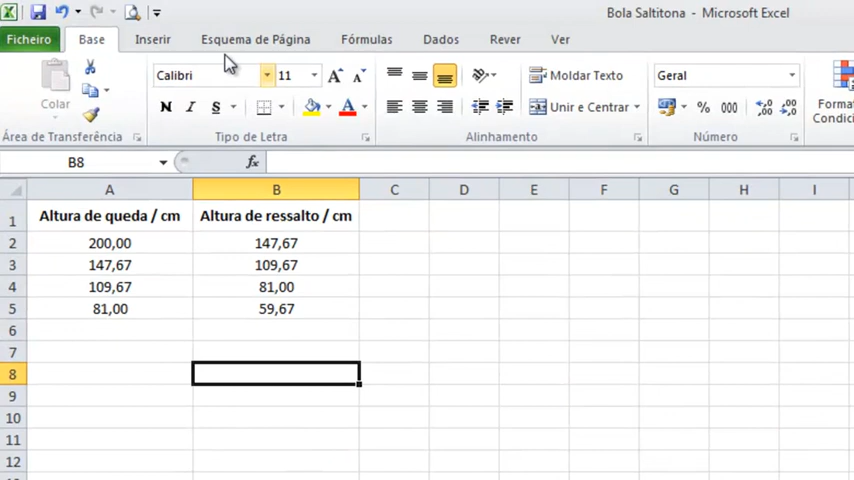 Bola Saltitona - Microsoft Excel
Ficheiro Base Inserir Esquema de Página Fórmulas Dados Rever Ver
Colar Calibri 11 Moldar Texto Geral
N I S Unir e Centrar % 000
Área de Transferência Tipo de Letra Alinhamento Número
B8 fx
A B C D E F G H I
1 Altura de queda / cm Altura de ressalto / cm
2 200,00 147,67
3 147,67 109,67
4 109,67 81,00
5 81,00 59,67
6
7
8
9
10
11
12